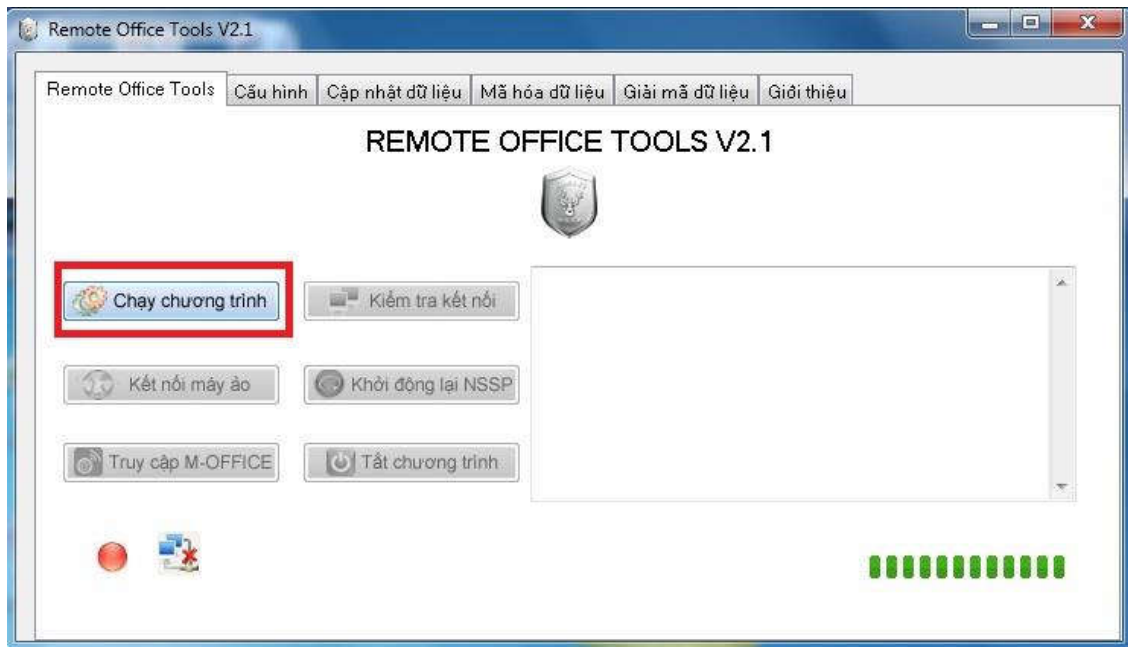 Remote Office Tools V2.1
Remote Office Tools Cấu hình Cập nhật dữ liệu Mã hóa dữ liệu Giải mã dữ liệu Giới thiệu
REMOTE OFFICE TOOLS V2.1
Chạy chương trình Kiểm tra kết nối
Kết nối máy ảo Khởi động lại NSSP
Truy cập M-OFFICE Tắt chương trình